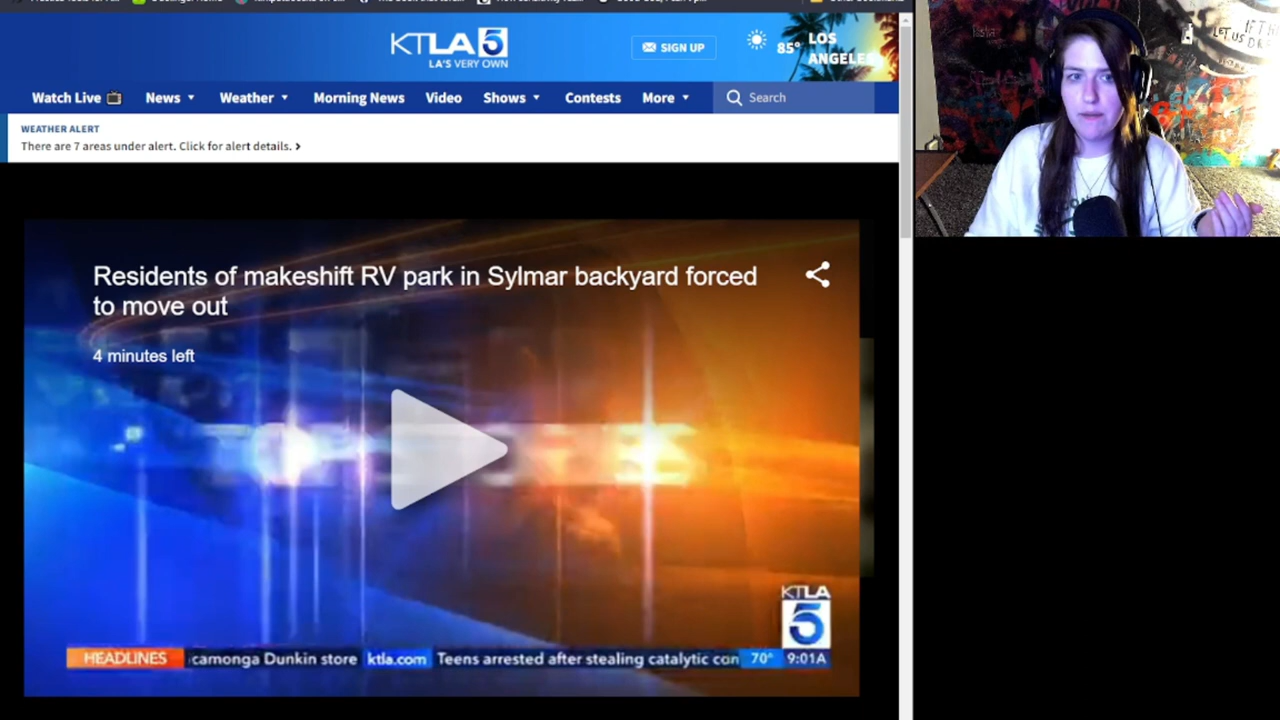 KTLA 5
LA'S VERY OWN
SIGN UP
85°
LOS
ANGELES
Watch Live
News
Weather
Morning News
Video
Shows
Contests
More
Search
WEATHER ALERT
There are 7 areas under alert. Click for alert details.
Residents of makeshift RV park in Sylmar backyard forced
to move out
4 minutes left
KTLA
5
HEADLINES
camonga Dunkin store
ktla.com
Teens arrested after stealing catalytic con
70°
9:01A
LET US